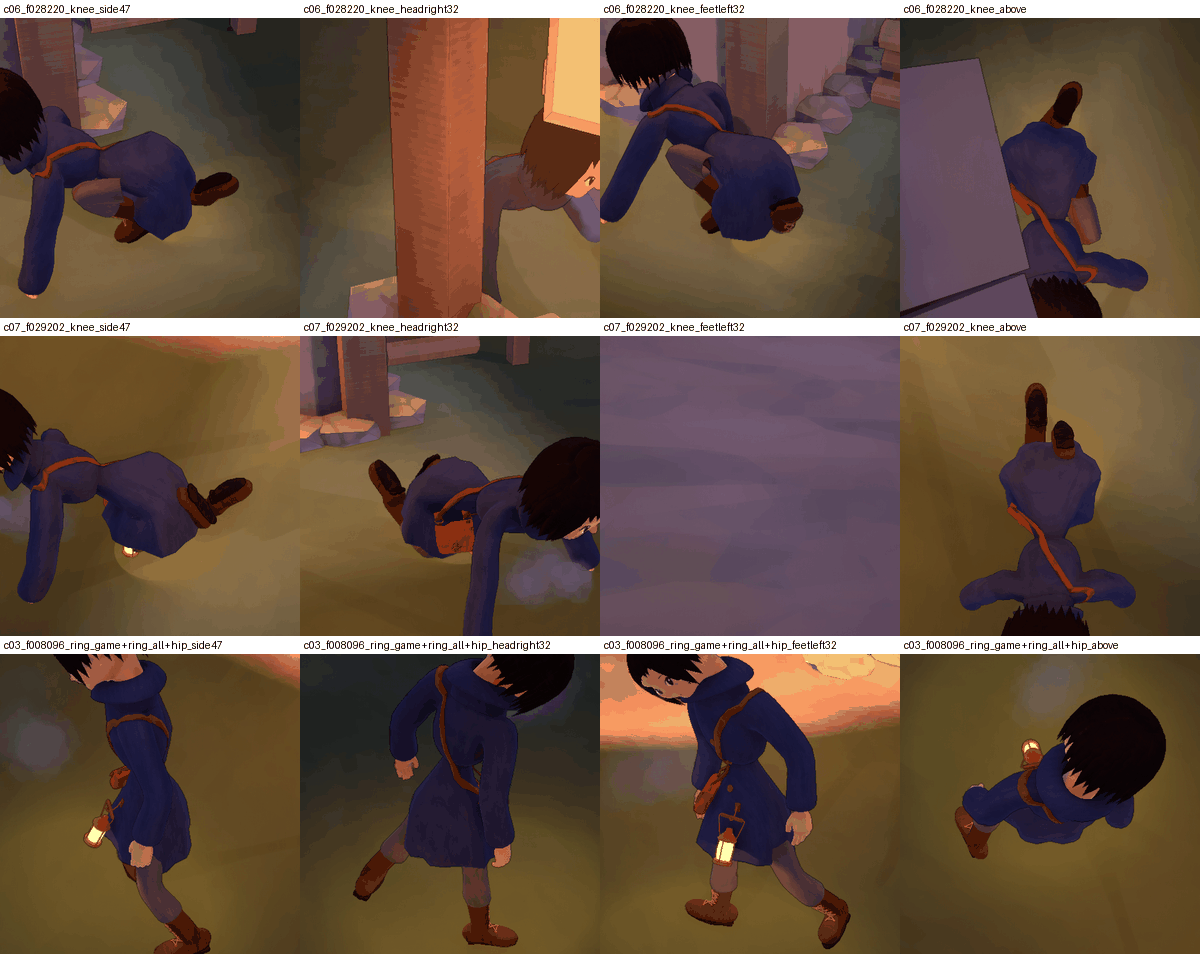 c06_f028220_knee_side47
c06_f028220_knee_headright32
c06_f028220_knee_feetleft32
c06_f028220_knee_above
c07_f029202_knee_side47
c07_f029202_knee_headright32
c07_f029202_knee_feetleft32
c07_f029202_knee_above
c03_f008096_ring_game+ring_all+hip_side47
c03_f008096_ring_game+ring_all+hip_headright32
c03_f008096_ring_game+ring_all+hip_feetleft32
c03_f008096_ring_game+ring_all+hip_above